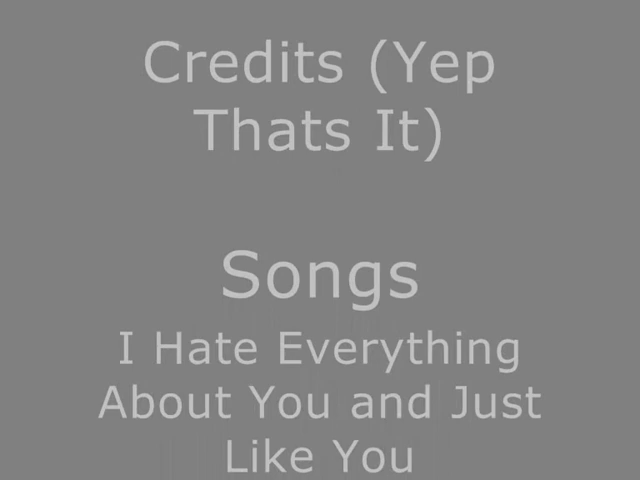 Credits (Yep
Thats It)
Songs
I Hate Everything
About You and Just
Like You